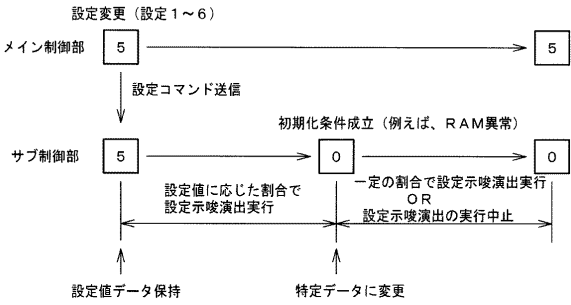 設定変更(設定1~6)
メイン制御部
5
5
設定コマンド送信
初期化条件成立(例えば、RAM異常)
サブ制御部
5
0
0
設定値に応じた割合で
設定示唆演出実行
一定の割合で設定示唆演出実行
OR
設定示唆演出の実行中止
設定値データ保持
特定データに変更